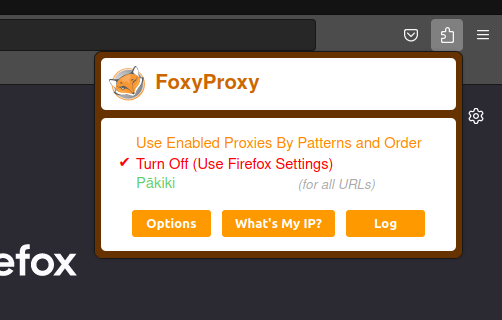 FoxyProxy
Use Enabled Proxies By Patterns and Order
✔ Turn Off (Use Firefox Settings)
Pākiki (for all URLs)
Options What's My IP? Log
efox